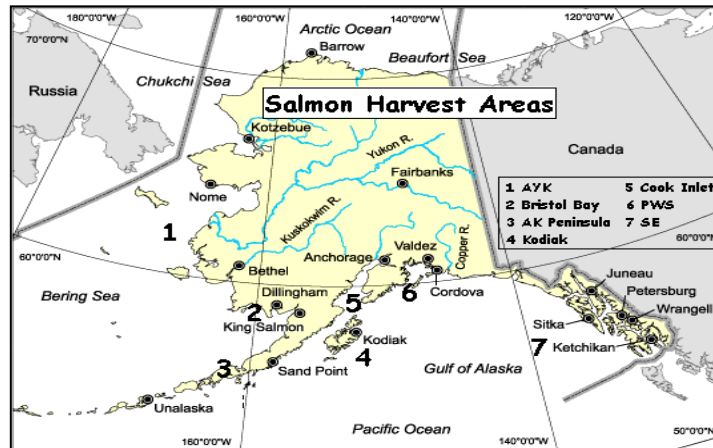 180°0'0"W
160°0'0"W
Arctic Ocean
140°0'0"W
120°0'0"W
70°0'0"N
Barrow
Beaufort Sea
70°0'0"N
Chukchi Sea
Russia
Salmon Harvest Areas
Kotzebue
Yukon R.
Canada
Fairbanks
Nome
Kuskokwim R.
1 AYK
2 Bristol Bay
3 AK Peninsula
4 Kodiak
5 Cook Inlet
6 PWS
7 SE
1
60°0'0"N
Bethel
Anchorage
Valdez
Copper R.
Cordova
Juneau
Petersburg
Wrangell
Bering Sea
Dillingham
2
King Salmon
5
6
Kodiak
4
Sitka
7
Ketchikan
Gulf of Alaska
3
Sand Point
Unalaska
Pacific Ocean
160°0'0"W
140°0'0"W
50°0'0"N